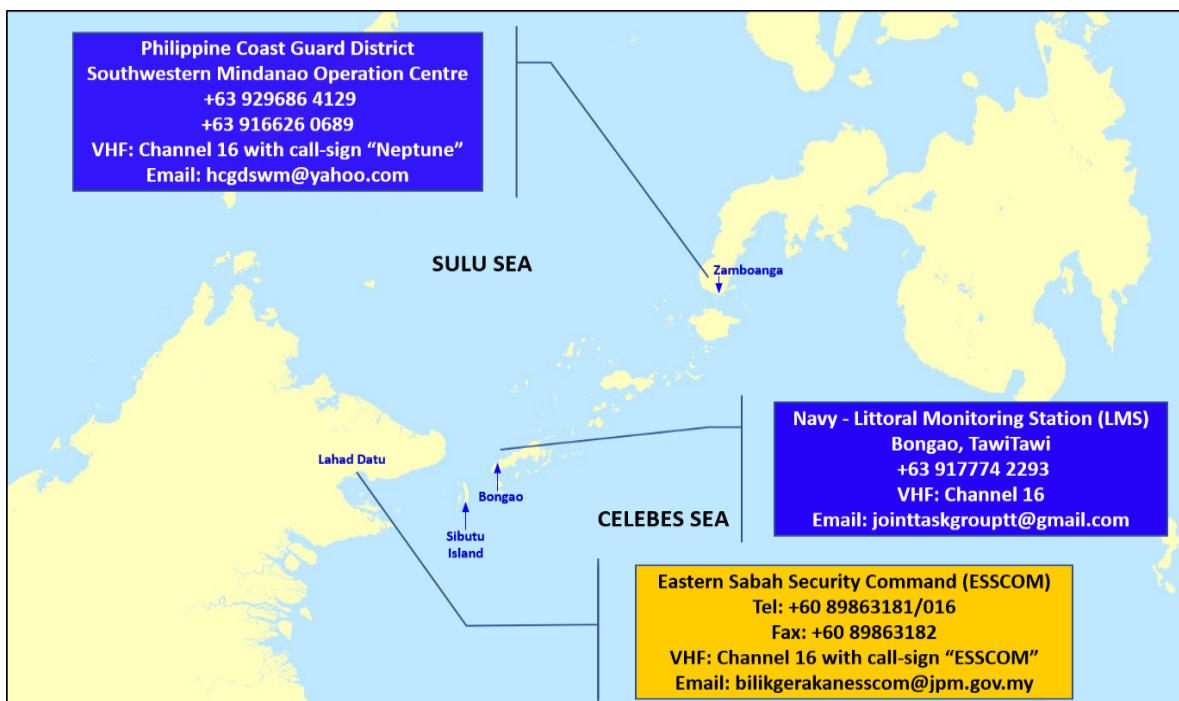 Philippine Coast Guard District
Southwestern Mindanao Operation Centre
+63 929686 4129
+63 916626 0689
VHF: Channel 16 with call-sign “Neptune”
Email: hcgdswm@yahoo.com
SULU SEA
Zamboanga
Lahad Datu
Bongao
Sibutu
Island
CELEBES SEA
Navy - Littoral Monitoring Station (LMS)
Bongao, TawiTawi
+63 917774 2293
VHF: Channel 16
Email: jointtaskgrouptt@gmail.com
Eastern Sabah Security Command (ESSCOM)
Tel: +60 89863181/016
Fax: +60 89863182
VHF: Channel 16 with call-sign “ESSCOM”
Email: bilikgerakanesscom@jpm.gov.my